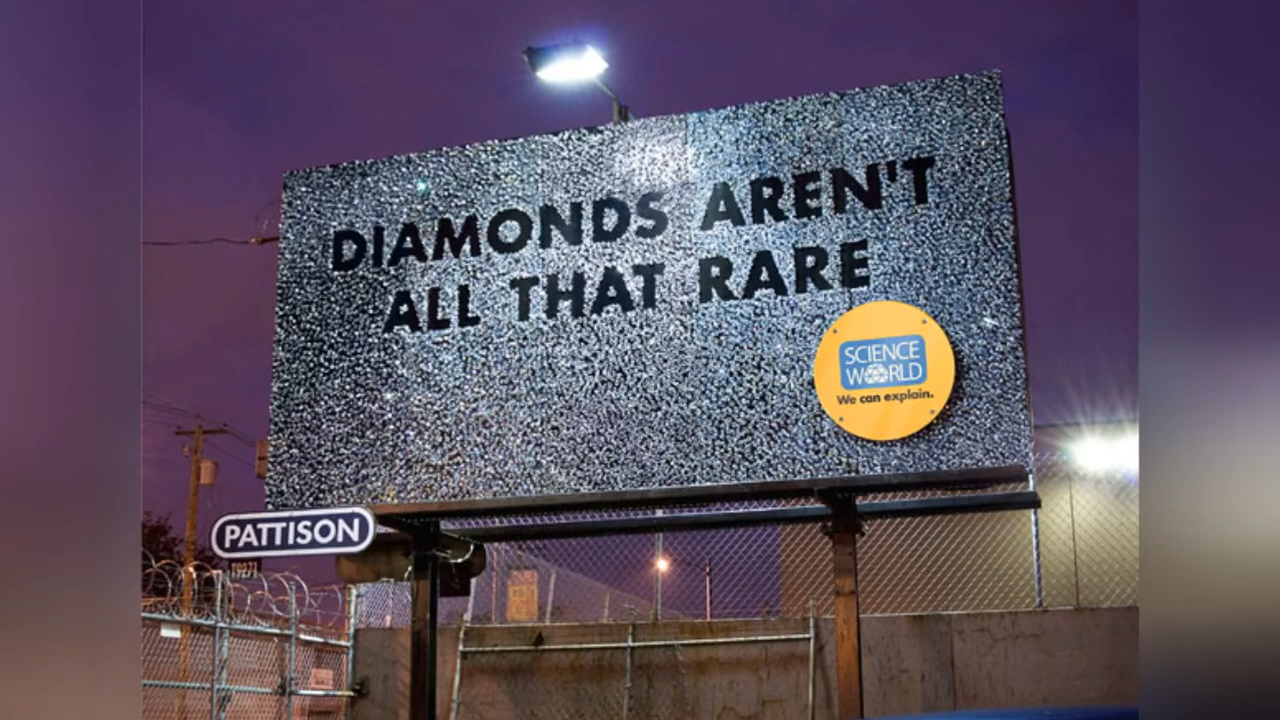 DIAMONDS AREN'T
ALL THAT RARE
SCIENCE
WORLD
We can explain.
PATTISON